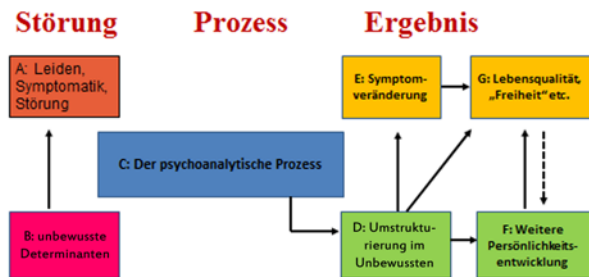 Störung Prozess Ergebnis
A: Leiden,
Symptomatik,
Störung
E: Symptom-
veränderung
G: Lebensqualität,
„Freiheit“ etc.
C: Der psychoanalytische Prozess
B: unbewusste
Determinanten
D: Umstruktu-
rierung im
Unbewussten
F: Weitere
Persönlichkeits-
entwicklung